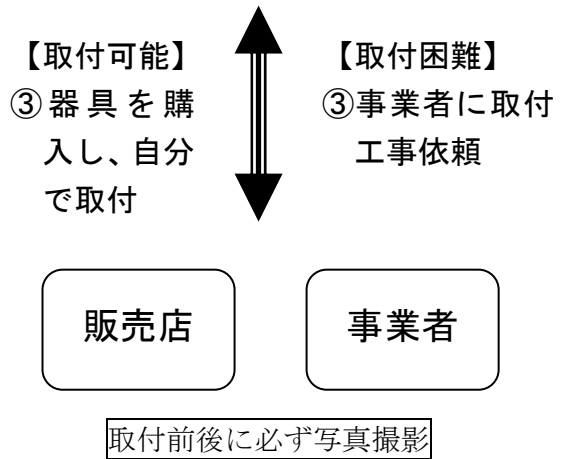 【取付可能】
③器具を購
入し、自分
で取付
【取付困難】
③事業者に取付
工事依頼
販売店
事業者
取付前後に必ず写真撮影